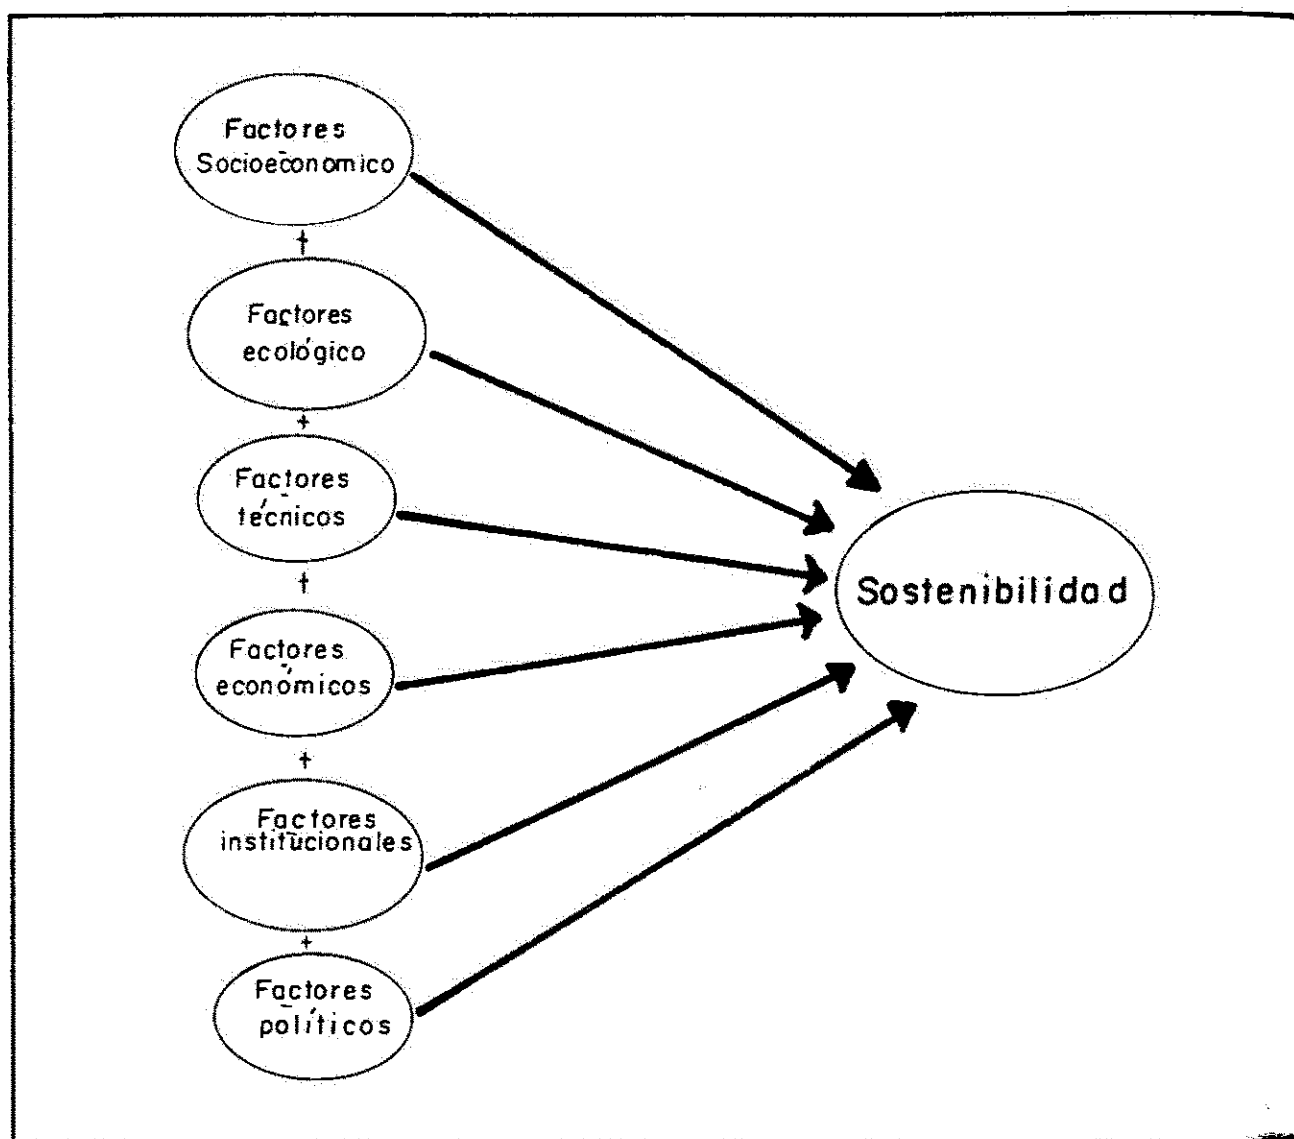 Factores
Socioeconomico
+
Factores
ecológico
+
Factores
técnicos
+
Factores
económicos
+
Factores
institucionales
+
Factores
políticos
Sostenibilidad